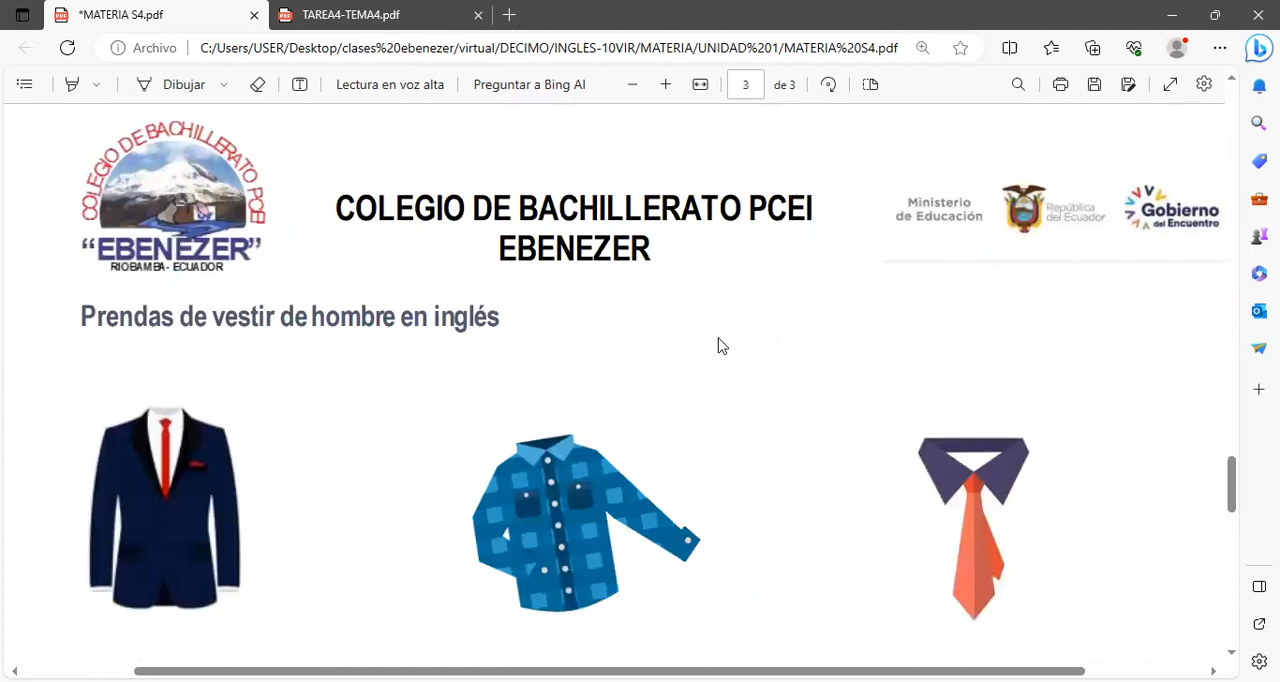 *MATERIA S4.pdf
TAREA4-TEMA4.pdf
Archivo
C:/Users/USER/Desktop/clases%20ebenezer/virtual/DECIMO/INGLES-10VIR/MATERIA/UNIDAD%201/MATERIA%20S4.pdf
Dibujar
Lectura en voz alta
Preguntar a Bing AI
3
de 3
COLEGIO DE BACHILLERATO PCEI
"EBENEZER"
RIOBAMBA - ECUADOR
COLEGIO DE BACHILLERATO PCEI
EBENEZER
Ministerio
de Educación
República
del Ecuador
Gobierno
del Encuentro
Prendas de vestir de hombre en inglés